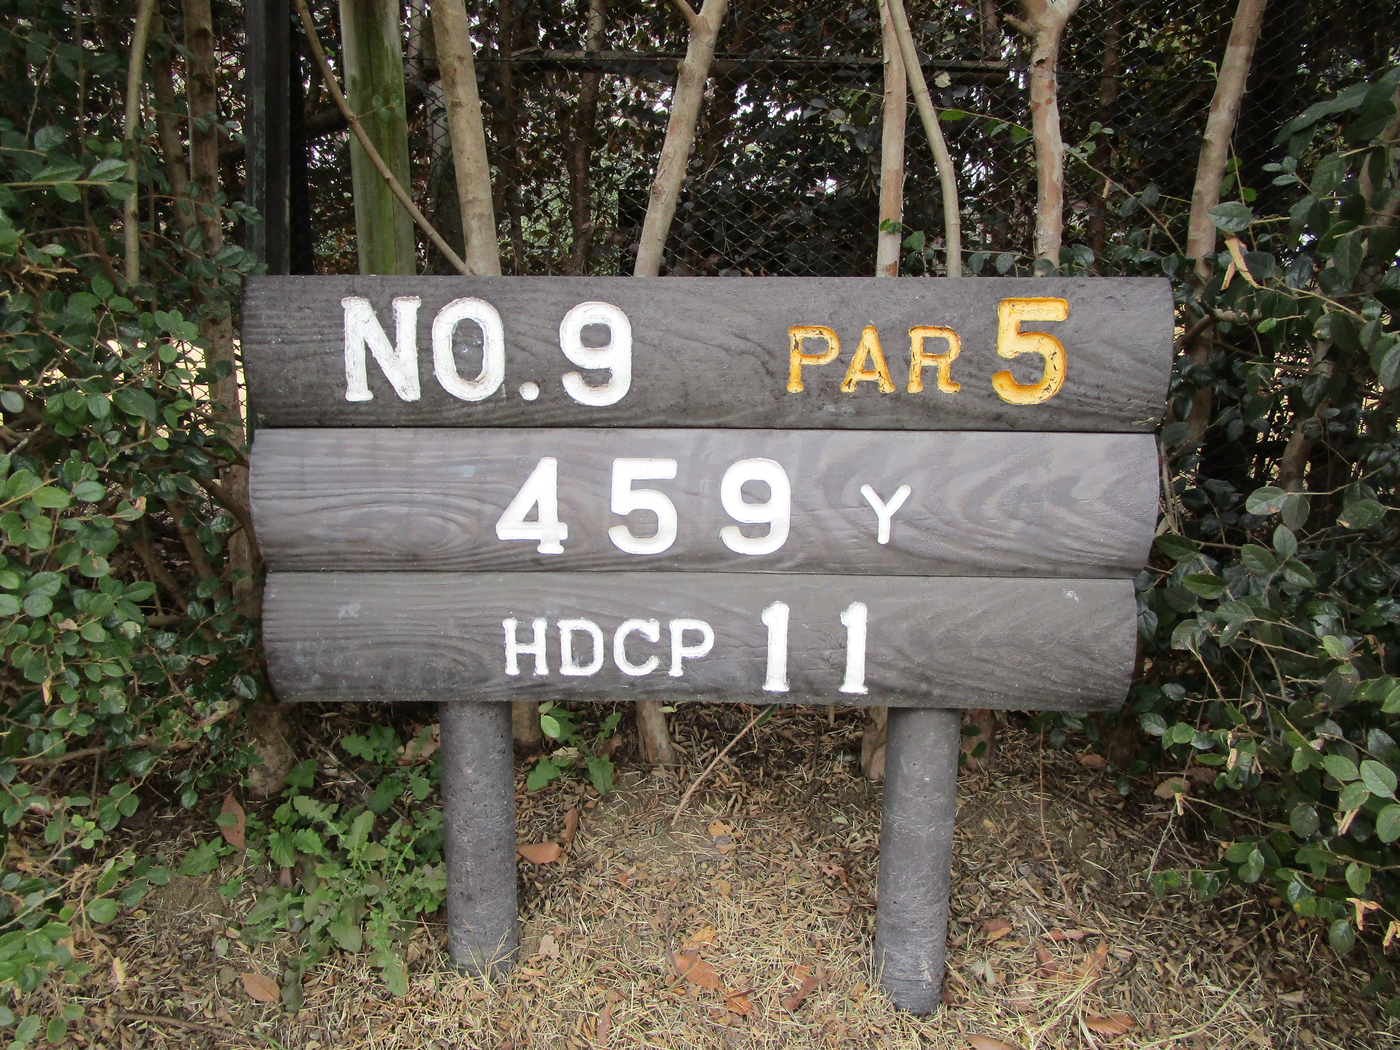 NO.9 PAR 5
459 Y
HDCP 11